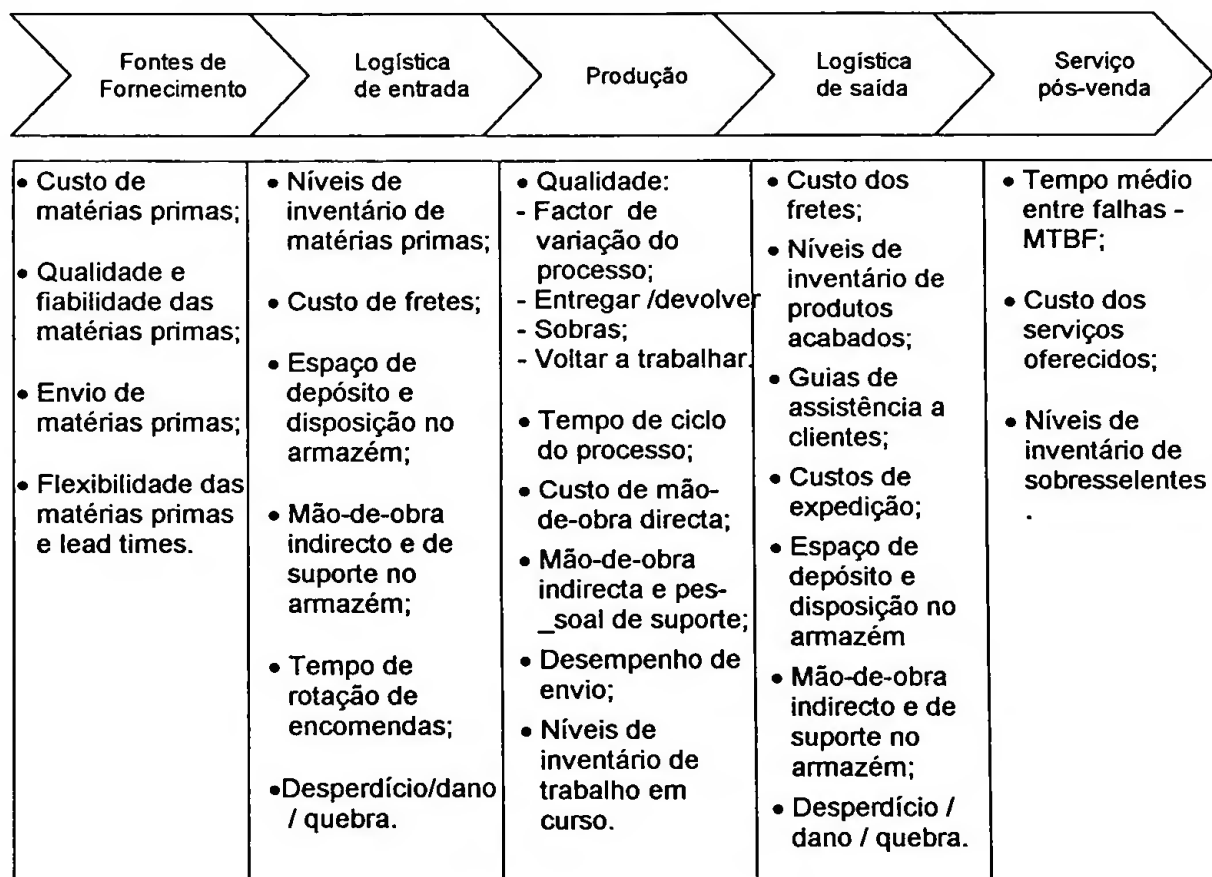 Fontes de
Fornecimento
Logística
de entrada
Produção
Logística
de saída
Serviço
pós-venda
• Custo de
matérias primas;
• Qualidade e
fiabilidade das
matérias primas;
• Envio de
matérias primas;
• Flexibilidade das
matérias primas
e lead times.
• Níveis de
inventário de
matérias primas;
• Custo de fretes;
• Espaço de
depósito e
disposição no
armazém;
• Mão-de-obra
indirecto e de
suporte no
armazém;
• Tempo de
rotação de
encomendas;
•Desperdício/dano
/ quebra.
• Qualidade:
- Factor de
variação do
processo;
- Entregar /devolver
- Sobras;
- Voltar a trabalhar.
• Tempo de ciclo
do processo;
• Custo de mão-
de-obra directa;
• Mão-de-obra
indirecta e pes-
_soal de suporte;
• Desempenho de
envio;
• Níveis de
inventário de
trabalho em
curso.
• Custo dos
fretes;
• Níveis de
inventário de
produtos
acabados;
• Guias de
assistência a
clientes;
• Custos de
expedição;
• Espaço de
depósito e
disposição no
armazém
• Mão-de-obra
indirecto e de
suporte no
armazém;
• Desperdício /
dano / quebra.
• Tempo médio
entre falhas -
MTBF;
• Custo dos
serviços
oferecidos;
• Níveis de
inventário de
sobresselentes
.